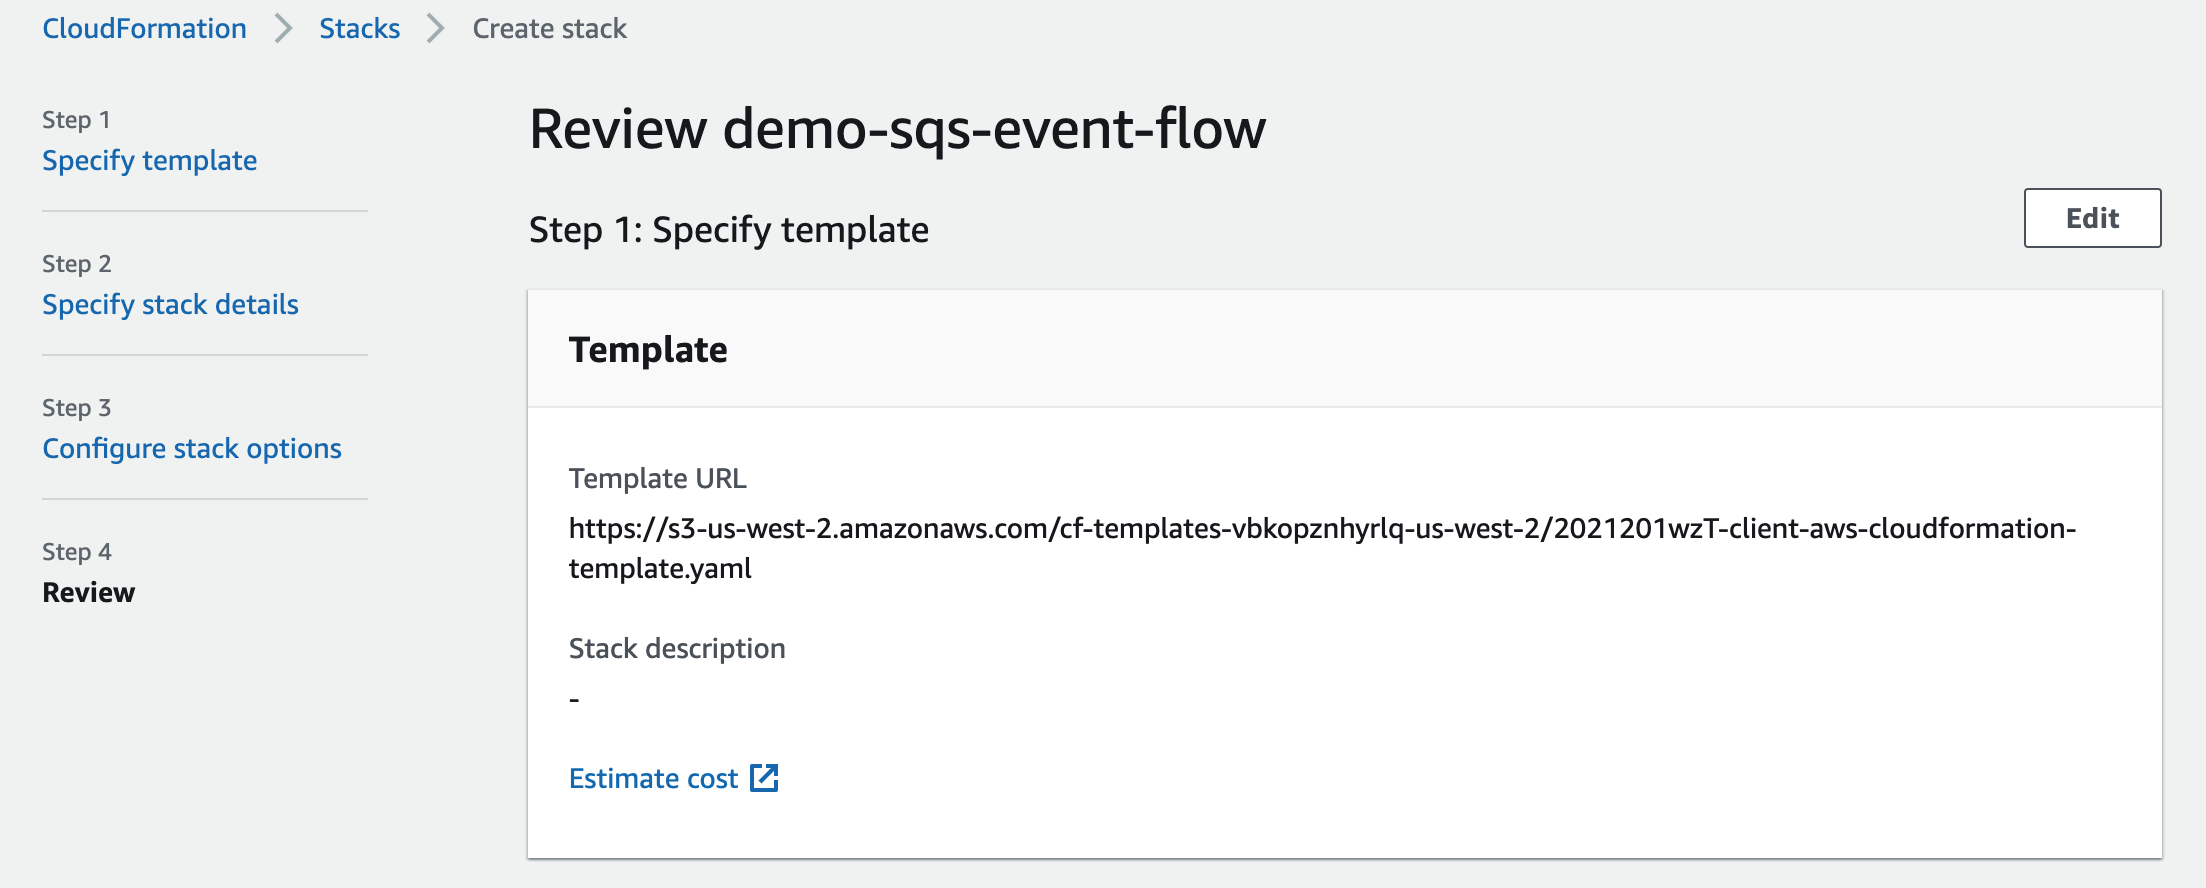 CloudFormation > Stacks > Create stack
Step 1
Specify template
Step 2
Specify stack details
Step 3
Configure stack options
Step 4
Review
Review demo-sqs-event-flow
Step 1: Specify template
Edit
Template
Template URL
https://s3-us-west-2.amazonaws.com/cf-templates-vbkopznhyrlq-us-west-2/2021201wzT-client-aws-cloudformation-
template.yaml
Stack description
-
Estimate cost